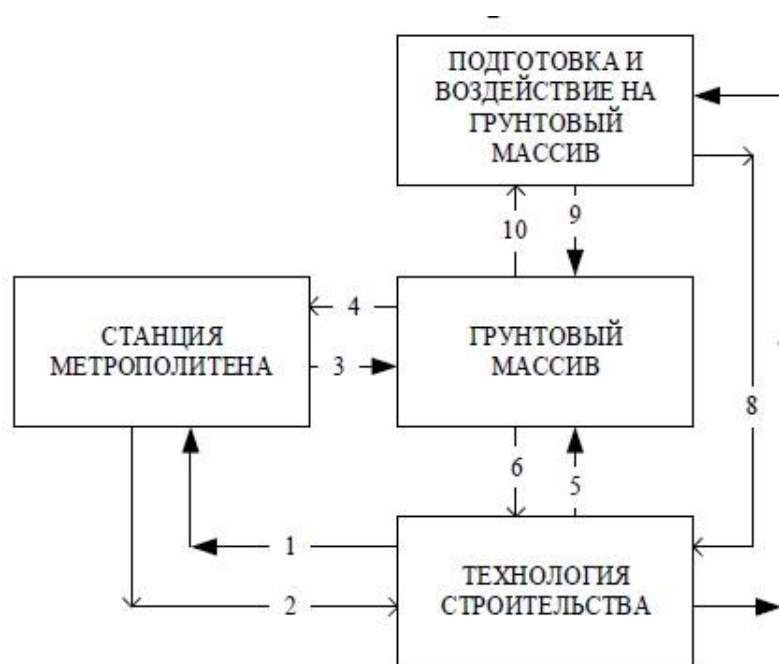 ПОДГОТОВКА И
ВОЗДЕЙСТВИЕ НА
ГРУНТОВЫЙ
МАССИВ
10
9
СТАНЦИЯ
МЕТРОПОЛИТЕНА
4
3
ГРУНТОВЫЙ
МАССИВ
8
6
5
1
2
ТЕХНОЛОГИЯ
СТРОИТЕЛЬСТВА